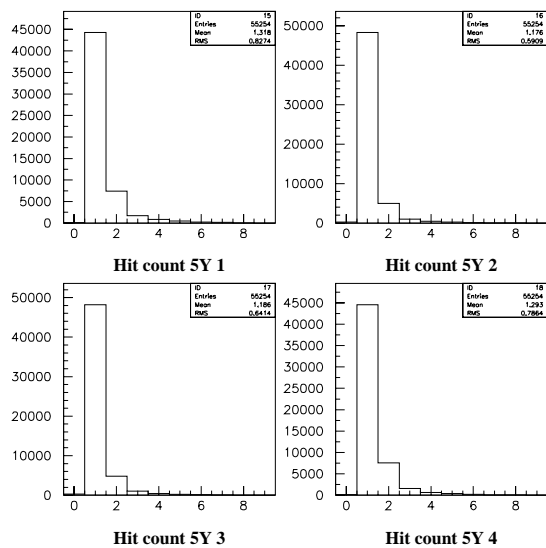 ID 15
Entries 55254
Mean 1.318
RMS 0.8274
45000
40000
35000
30000
25000
20000
15000
10000
5000
0
0 2 4 6 8
Hit count 5Y 1
ID 16
Entries 55254
Mean 1.176
RMS 0.5909
50000
40000
30000
20000
10000
0
0 2 4 6 8
Hit count 5Y 2
ID 17
Entries 55254
Mean 1.186
RMS 0.6414
50000
40000
30000
20000
10000
0
0 2 4 6 8
Hit count 5Y 3
ID 18
Entries 55254
Mean 1.293
RMS 0.7864
45000
40000
35000
30000
25000
20000
15000
10000
5000
0
0 2 4 6 8
Hit count 5Y 4